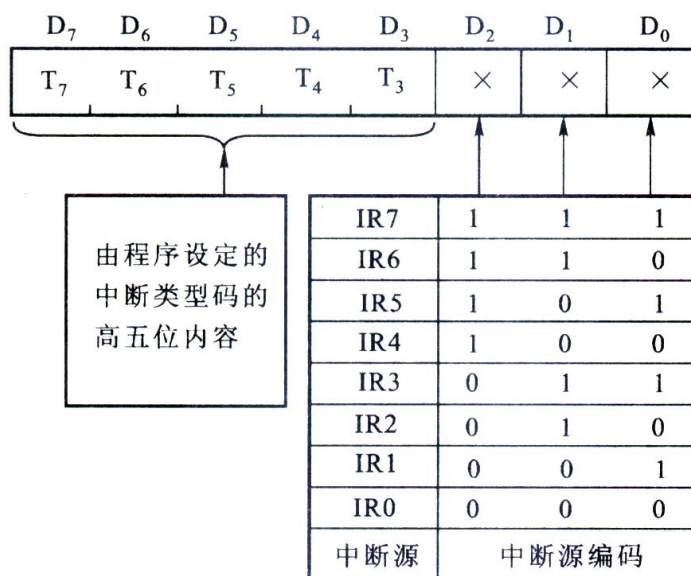 D₇ D₆ D₅ D₄ D₃ D₂ D₁ D₀
T₇ T₆ T₅ T₄ T₃ × × ×
由程序设定的
中断类型码的
高五位内容
IR7 1 1 1
IR6 1 1 0
IR5 1 0 1
IR4 1 0 0
IR3 0 1 1
IR2 0 1 0
IR1 0 0 1
IR0 0 0 0
中断源 中断源编码